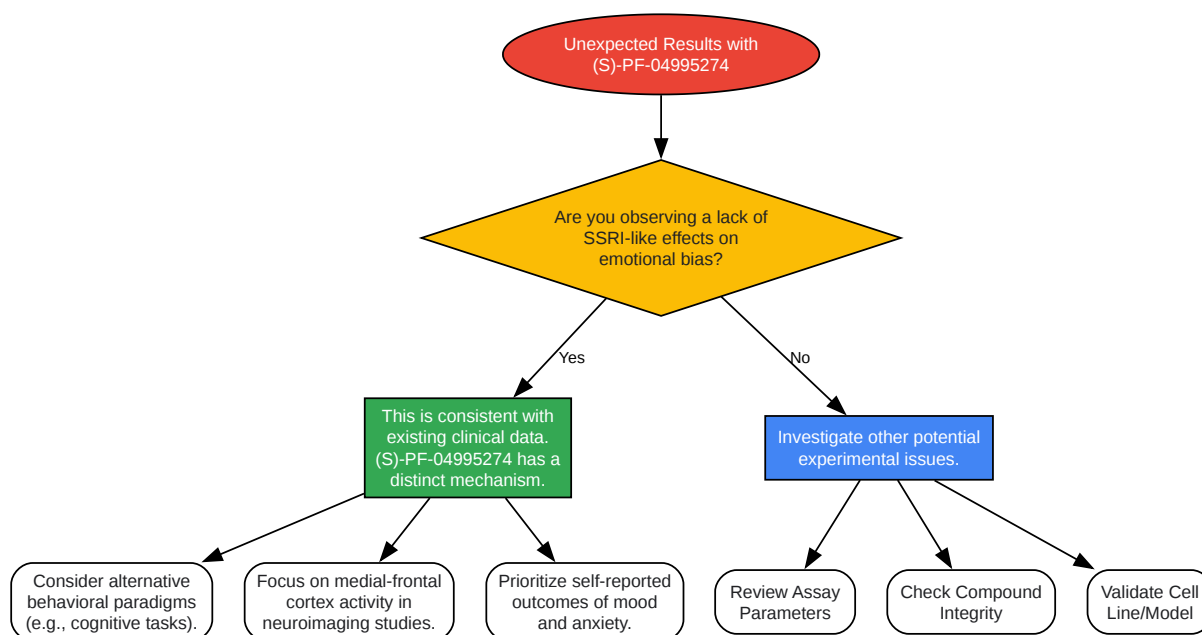 Unexpected Results with
(S)-PF-04995274
Are you observing a lack of
SSRI-like effects on
emotional bias?
Yes
No
This is consistent with
existing clinical data.
(S)-PF-04995274 has a
distinct mechanism.
Investigate other potential
experimental issues.
Consider alternative
behavioral paradigms
(e.g., cognitive tasks).
Focus on medial-frontal
cortex activity in
neuroimaging studies.
Prioritize self-reported
outcomes of mood
and anxiety.
Review Assay
Parameters
Check Compound
Integrity
Validate Cell
Line/Model